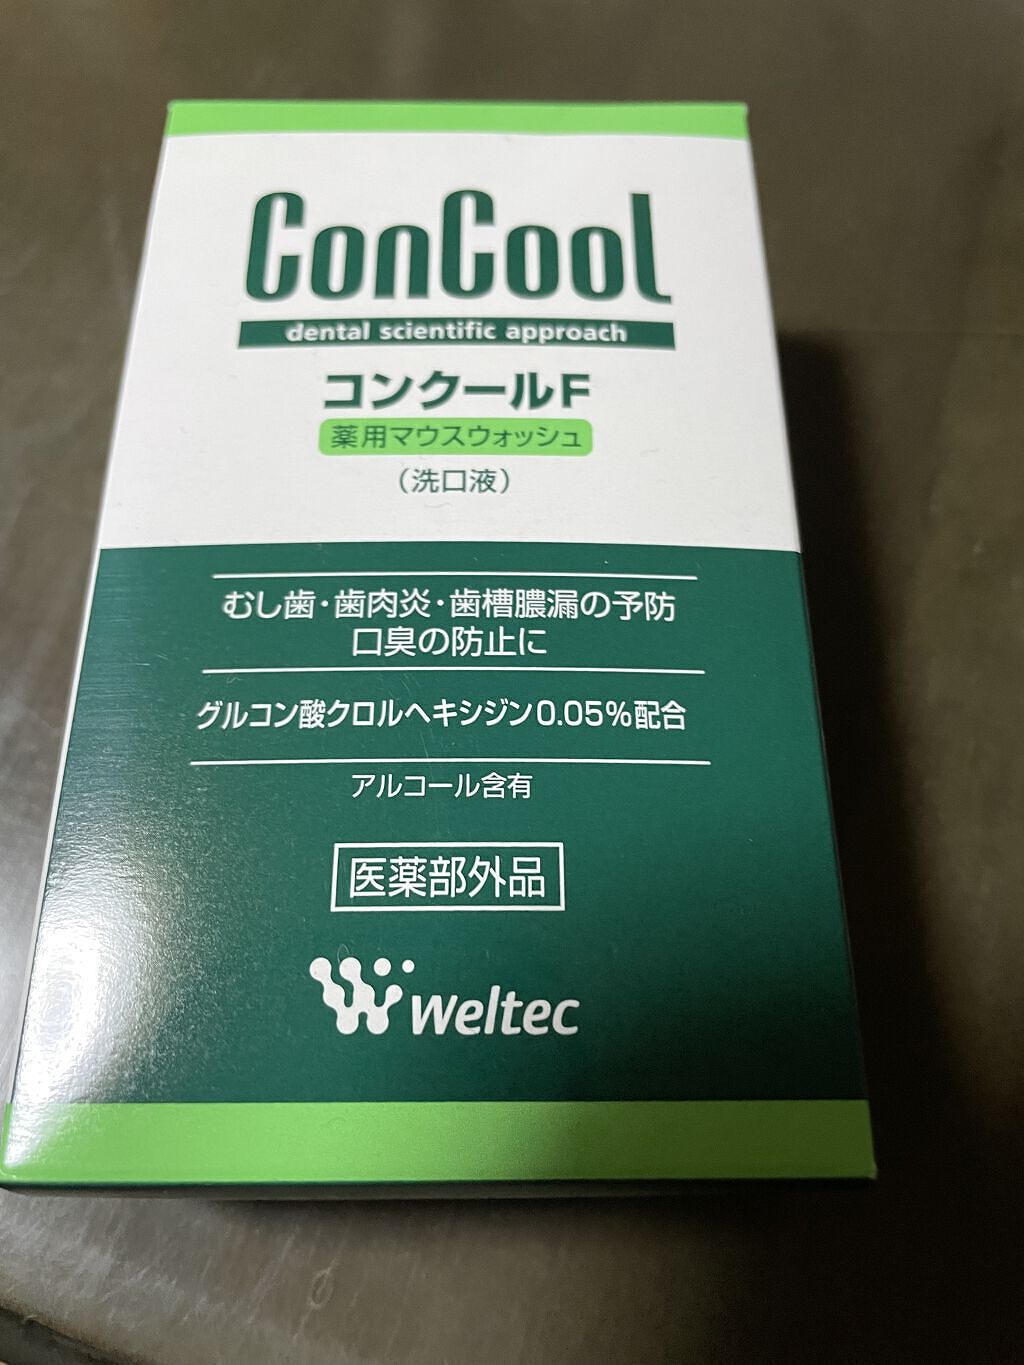 ConCool
dental scientific approach
コンクールF
薬用マウスウォッシュ
（洗口液）
むし歯・歯肉炎・歯槽膿漏の予防
口臭の防止に
グルコン酸クロルヘキシジン0.05%配合
アルコール含有
医薬部外品
weltec